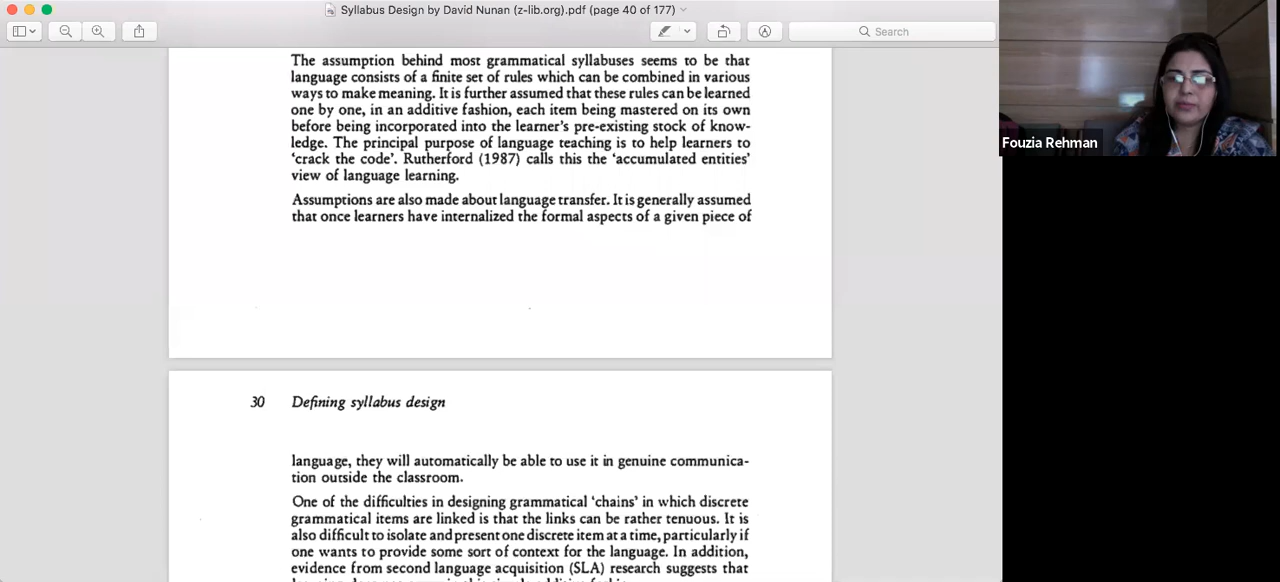 Syllabus Design by David Nunan (z-lib.org).pdf (page 40 of 177)
Search
The assumption behind most grammatical syllabuses seems to be that
language consists of a finite set of rules which can be combined in various
ways to make meaning. It is further assumed that these rules can be learned
one by one, in an additive fashion, each item being mastered on its own
before being incorporated into the learner's pre-existing stock of know-
ledge. The principal purpose of language teaching is to help learners to
'crack the code'. Rutherford (1987) calls this the 'accumulated entities'
view of language learning.
Assumptions are also made about language transfer. It is generally assumed
that once learners have internalized the formal aspects of a given piece of
30 Defining syllabus design
language, they will automatically be able to use it in genuine communica-
tion outside the classroom.
One of the difficulties in designing grammatical 'chains' in which discrete
grammatical items are linked is that the links can be rather tenuous. It is
also difficult to isolate and present one discrete item at a time, particularly if
one wants to provide some sort of context for the language. In addition,
evidence from second language acquisition (SLA) research suggests that
Fouzia Rehman